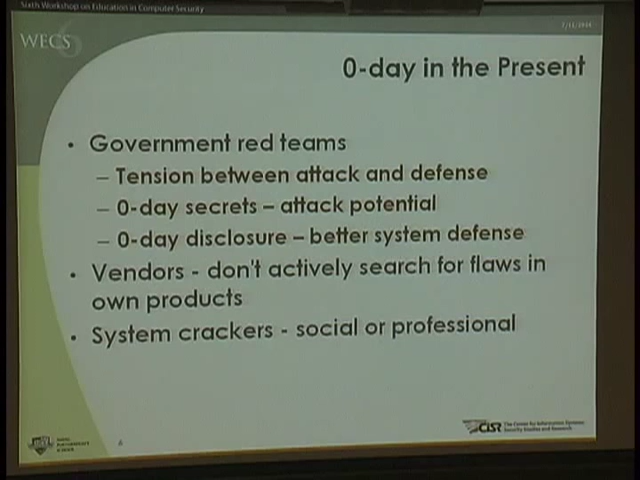 Sixth Workshop on Education in Computer Security
WECS 6
0-day in the Present
• Government red teams
– Tension between attack and defense
– 0-day secrets – attack potential
– 0-day disclosure – better system defense
• Vendors - don't actively search for flaws in
own products
• System crackers - social or professional
CISR The Center for Information Systems
Security Studies and Research
6